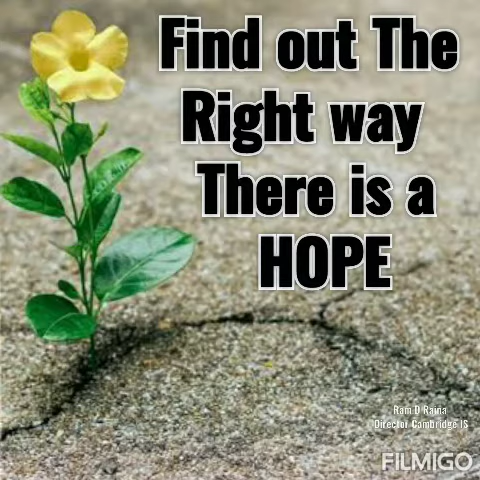 Find out The
Right way
There is a
HOPE
Ram D Raina
Director Cambridge IS
FILMIGO